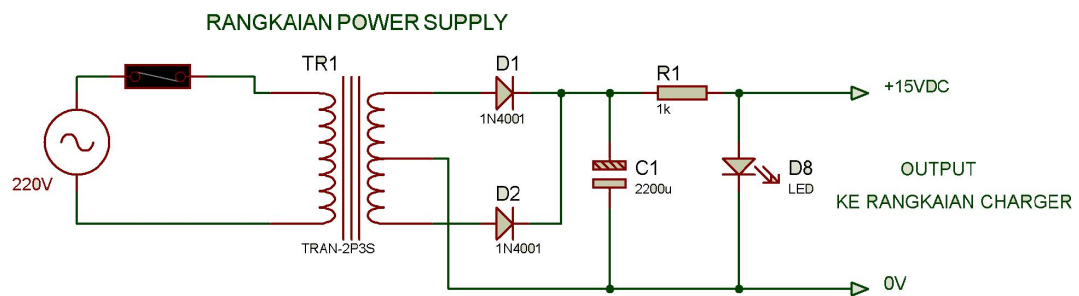 RANGKAIAN POWER SUPPLY
TR1
D1
R1
+15VDC
1N4001
1k
220V
C1
2200u
D8
LED
OUTPUT
KE RANGKAIAN CHARGER
D2
1N4001
TRAN-2P3S
0V